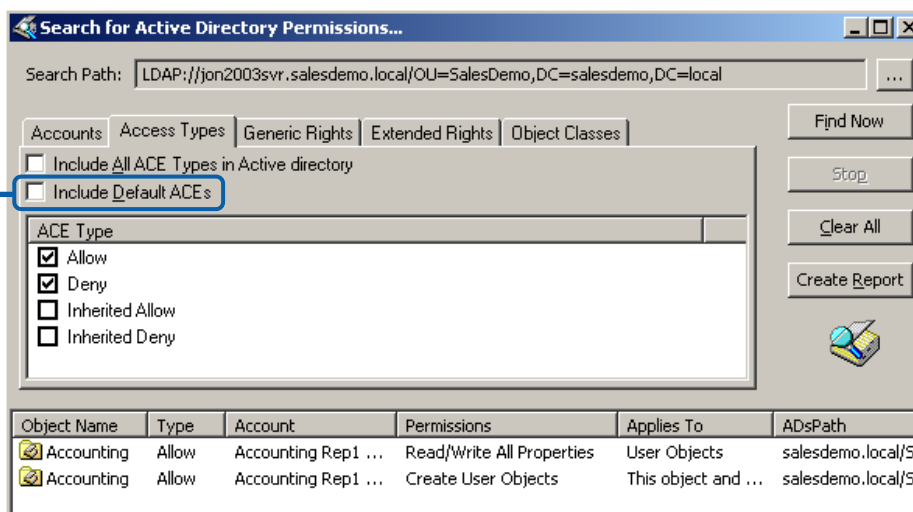 Search for Active Directory Permissions...
Search Path: LDAP://jon2003svr.salesdemo.local/OU=SalesDemo,DC=salesdemo,DC=local ...
Accounts Access Types Generic Rights Extended Rights Object Classes
Find Now
Include All ACE Types in Active directory
Stop
Include Default ACEs
Clear All
ACE Type
Allow
Deny
Create Report
Inherited Allow
Inherited Deny
Object Name Type Account Permissions Applies To ADsPath
Accounting Allow Accounting Rep1 ... Read/Write All Properties User Objects salesdemo.local/S
Accounting Allow Accounting Rep1 ... Create User Objects This object and ... salesdemo.local/S